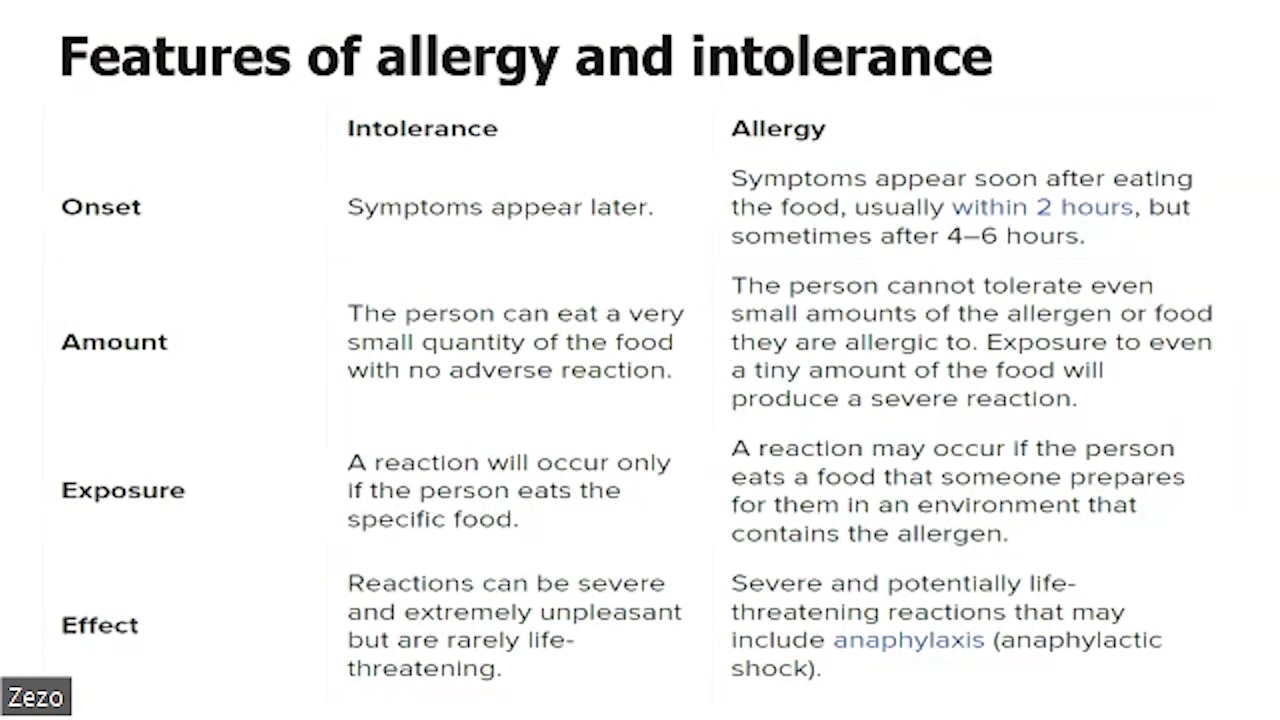 Features of allergy and intolerance
Intolerance
Allergy
Onset
Symptoms appear later.
Symptoms appear soon after eating
the food, usually within 2 hours, but
sometimes after 4–6 hours.
Amount
The person can eat a very
small quantity of the food
with no adverse reaction.
The person cannot tolerate even
small amounts of the allergen or food
they are allergic to. Exposure to even
a tiny amount of the food will
produce a severe reaction.
Exposure
A reaction will occur only
if the person eats the
specific food.
A reaction may occur if the person
eats a food that someone prepares
for them in an environment that
contains the allergen.
Effect
Reactions can be severe
and extremely unpleasant
but are rarely life-
threatening.
Severe and potentially life-
threatening reactions that may
include anaphylaxis (anaphylactic
shock).
Zezo